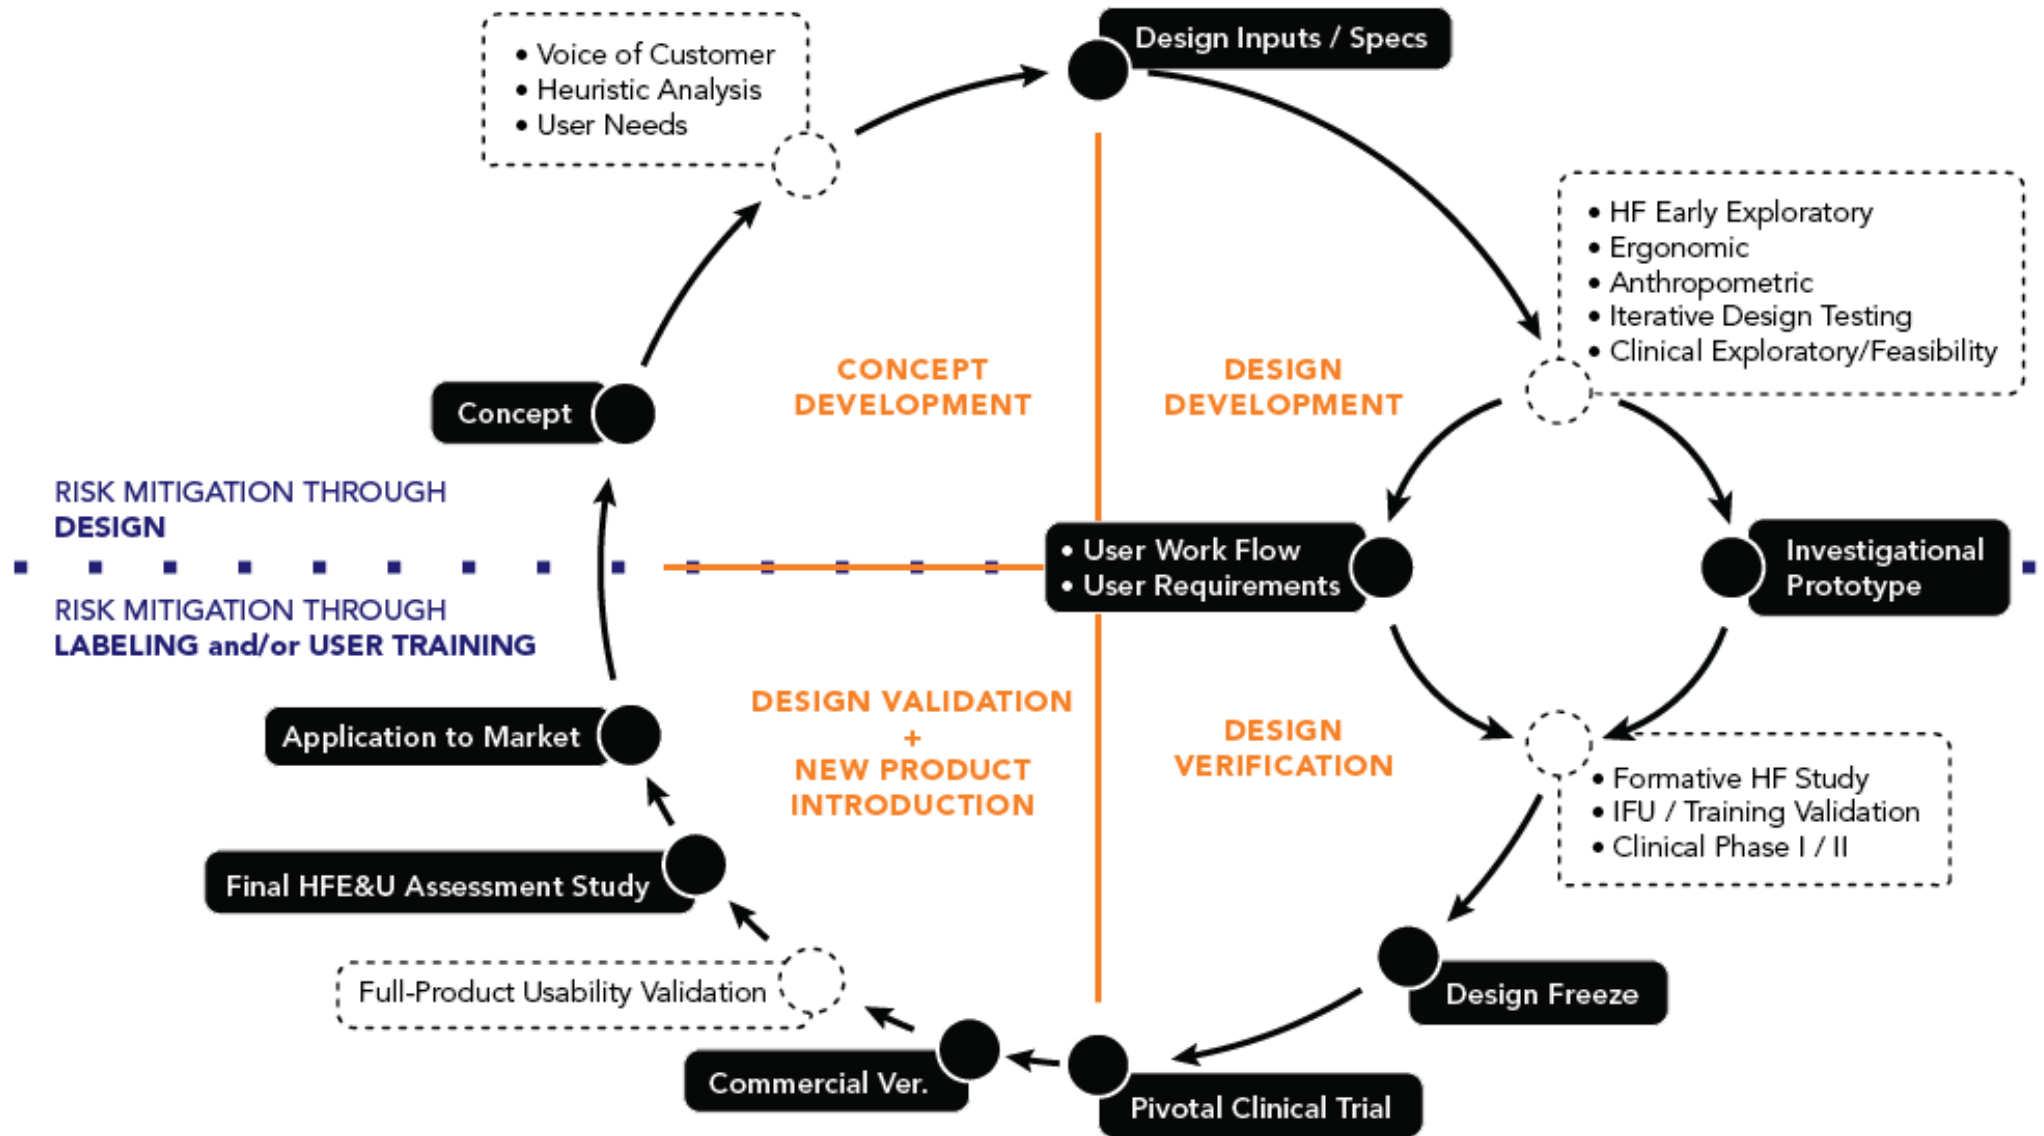 • Voice of Customer
• Heuristic Analysis
• User Needs
Design Inputs / Specs
• HF Early Exploratory
• Ergonomic
• Anthropometric
• Iterative Design Testing
• Clinical Exploratory/Feasibility
CONCEPT
DEVELOPMENT
DESIGN
DEVELOPMENT
Concept
RISK MITIGATION THROUGH
DESIGN
• User Work Flow
• User Requirements
Investigational
Prototype
RISK MITIGATION THROUGH
LABELING and/or USER TRAINING
DESIGN VALIDATION
+
NEW PRODUCT
INTRODUCTION
DESIGN
VERIFICATION
Application to Market
• Formative HF Study
• IFU / Training Validation
• Clinical Phase I / II
Final HFE&U Assessment Study
Full-Product Usability Validation
Design Freeze
Commercial Ver.
Pivotal Clinical Trial